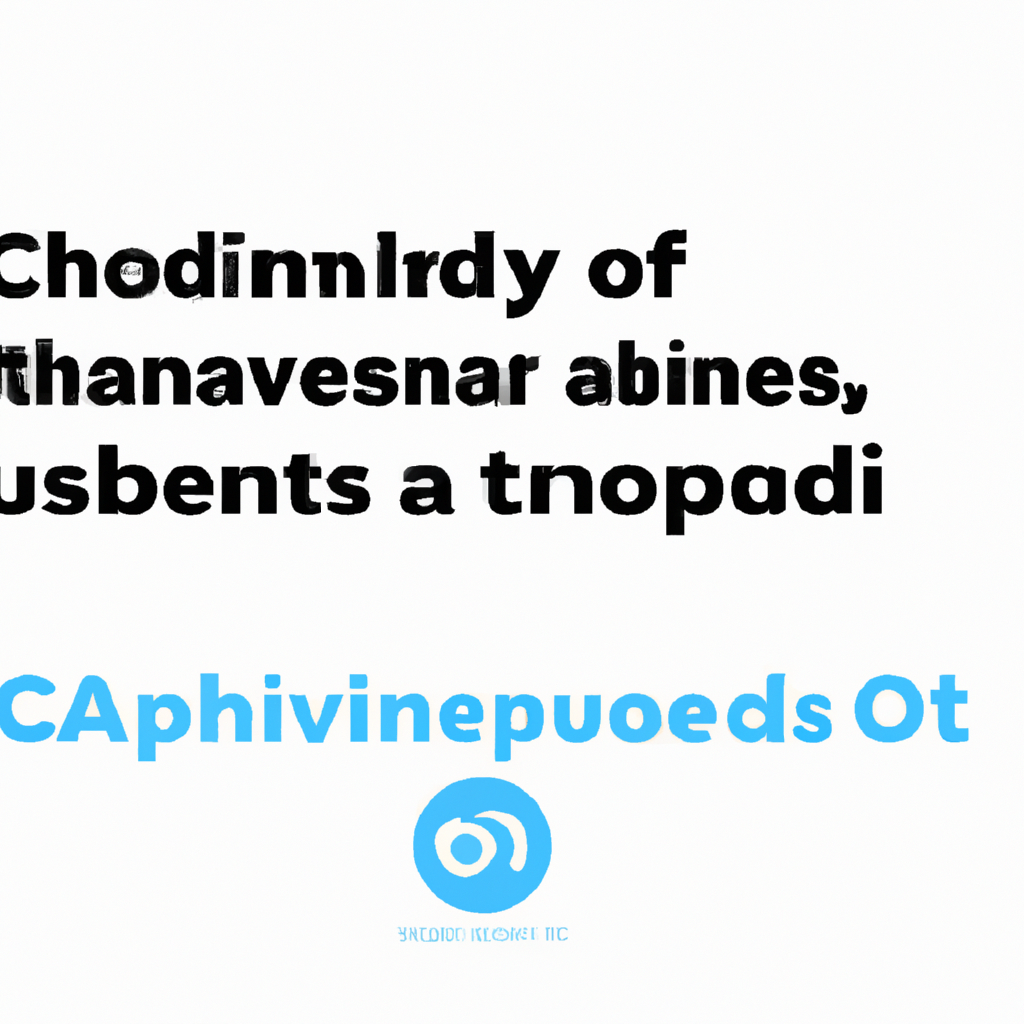 Chodinnlrdy of
thanavesnar abines,
usbents a tnopadi
CAphivinepuoeds Ot